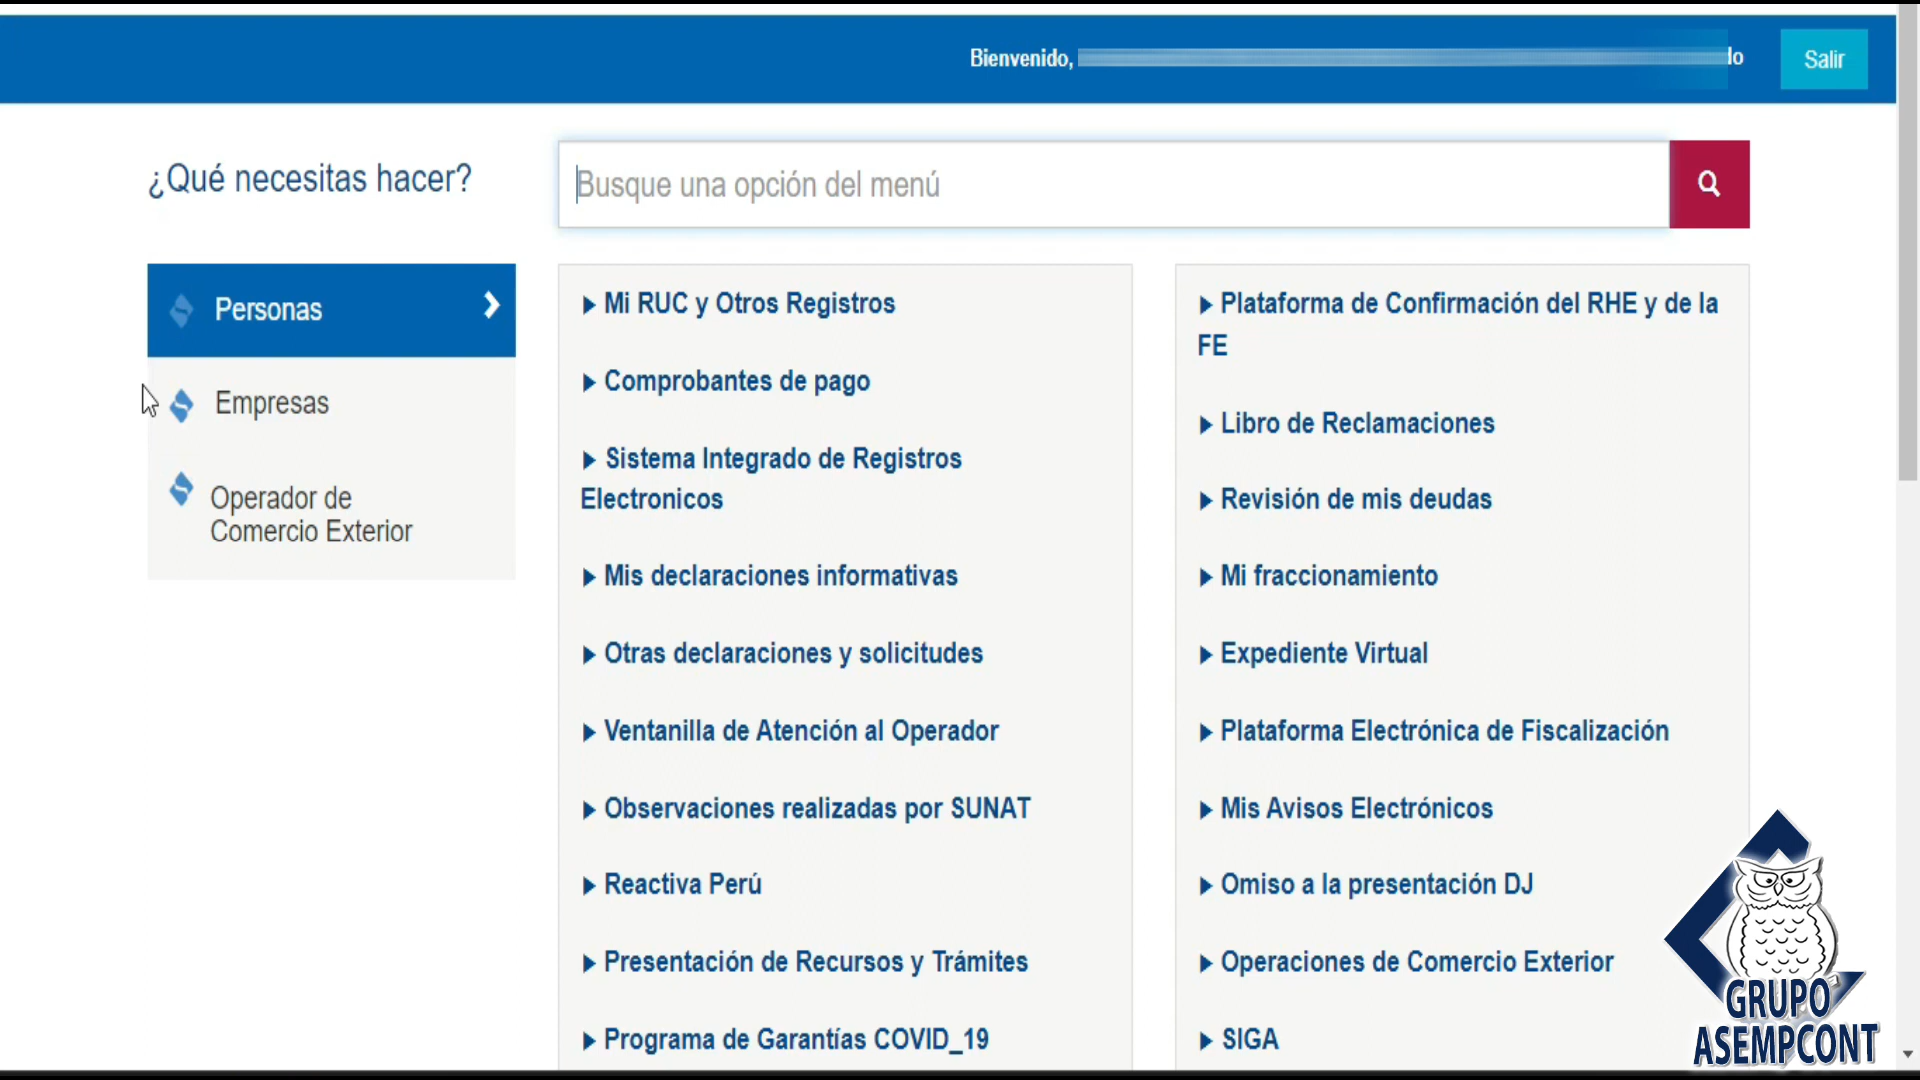 Bienvenido,
Salir
¿Qué necesitas hacer?
Busque una opción del menú
Personas
Empresas
Operador de
Comercio Exterior
Mi RUC y Otros Registros
Comprobantes de pago
Sistema Integrado de Registros
Electronicos
Mis declaraciones informativas
Otras declaraciones y solicitudes
Ventanilla de Atención al Operador
Observaciones realizadas por SUNAT
Reactiva Perú
Presentación de Recursos y Trámites
Programa de Garantías COVID_19
Plataforma de Confirmación del RHE y de la
FE
Libro de Reclamaciones
Revisión de mis deudas
Mi fraccionamiento
Expediente Virtual
Plataforma Electrónica de Fiscalización
Mis Avisos Electrónicos
Omiso a la presentación DJ
Operaciones de Comercio Exterior
SIGA
GRUPO
ASEMPCONT